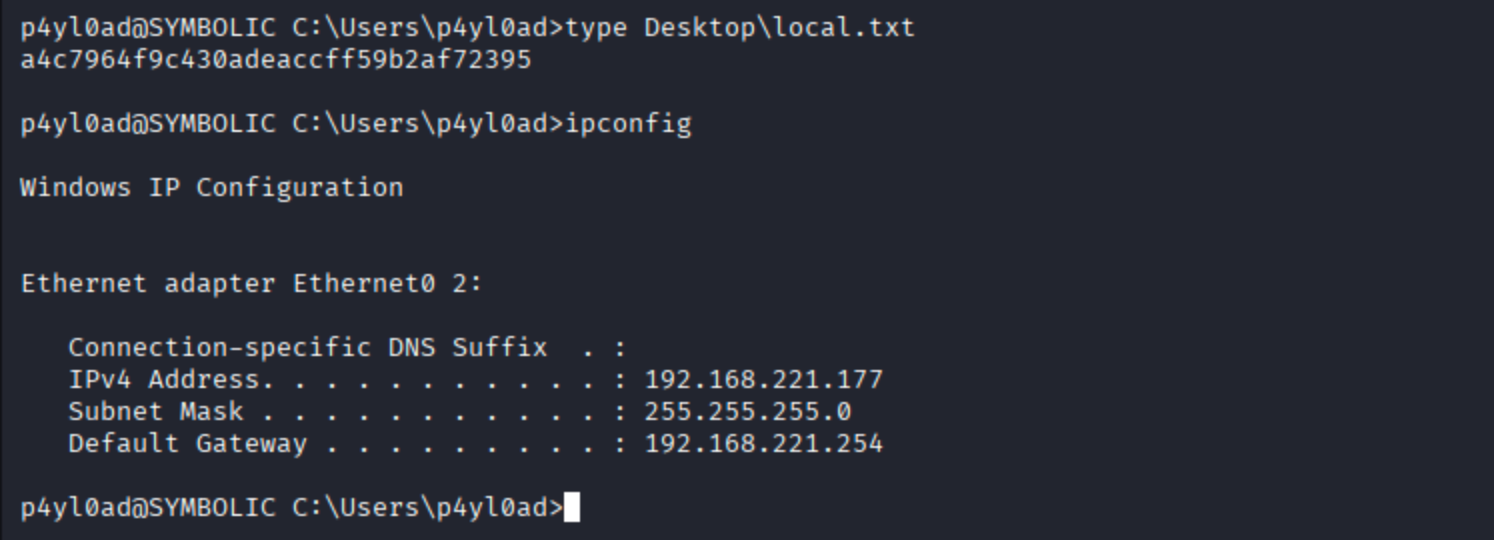 p4yl0ad@SYMBOLIC C:\Users\p4yl0ad>type Desktop\local.txt
a4c7964f9c430adeaccff59b2af72395
p4yl0ad@SYMBOLIC C:\Users\p4yl0ad>ipconfig
Windows IP Configuration
Ethernet adapter Ethernet0 2:
   Connection-specific DNS Suffix  . :
   IPv4 Address. . . . . . . . . . . : 192.168.221.177
   Subnet Mask . . . . . . . . . . . : 255.255.255.0
   Default Gateway . . . . . . . . . : 192.168.221.254
p4yl0ad@SYMBOLIC C:\Users\p4yl0ad>